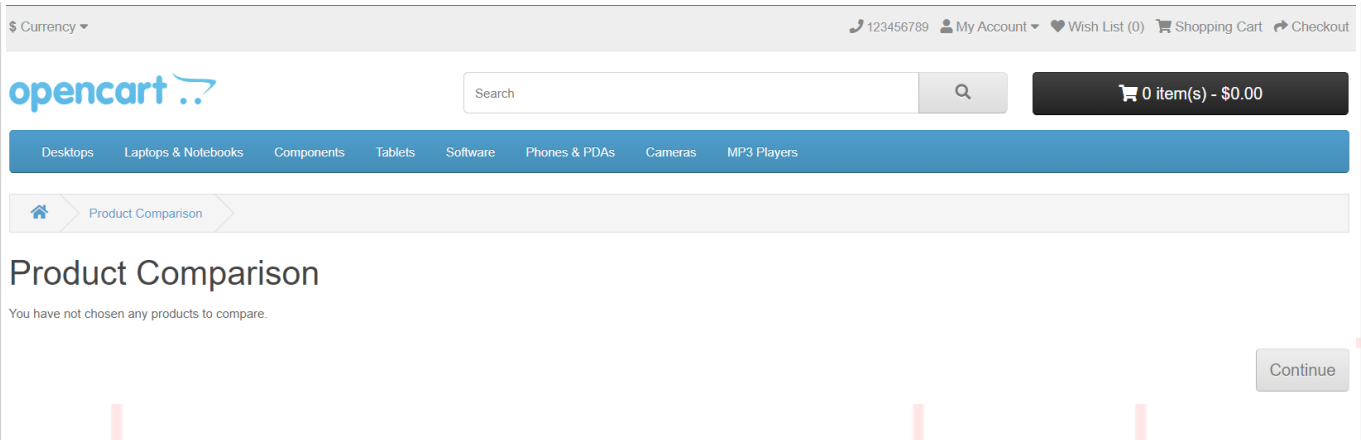 $ Currency
123456789 My Account Wish List (0) Shopping Cart Checkout
opencart
Search
0 item(s) - $0.00
Desktops Laptops & Notebooks Components Tablets Software Phones & PDAs Cameras MP3 Players
Product Comparison
Product Comparison
You have not chosen any products to compare.
Continue